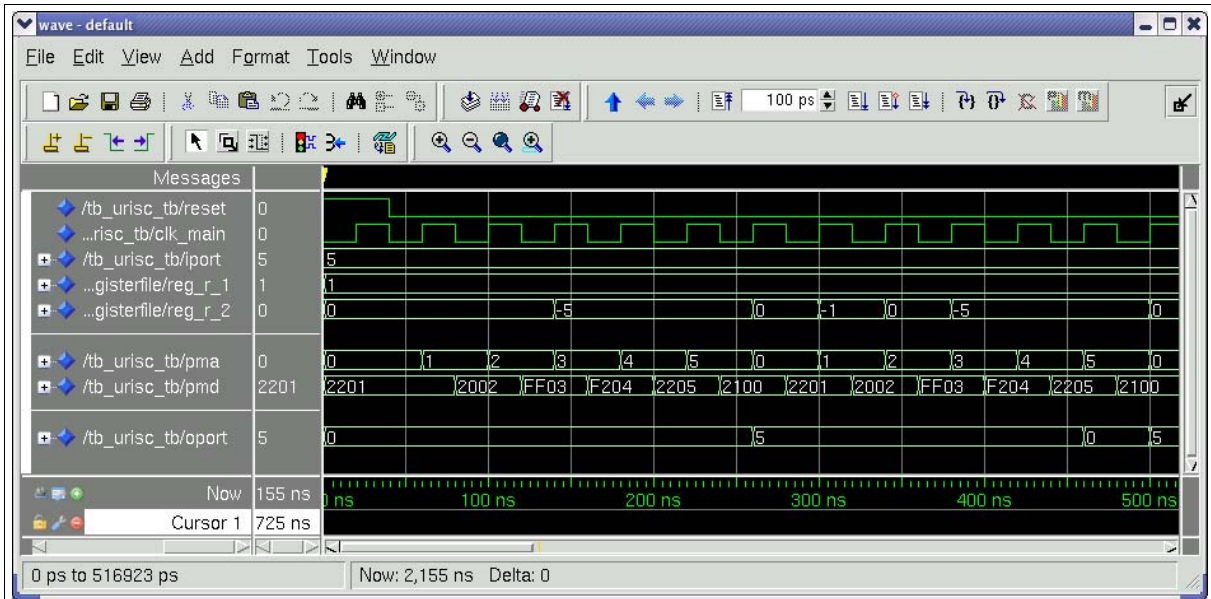 wave - default
File Edit View Add Format Tools Window
100 ps
Messages
/tb_urisc_tb/reset 0
...risc_tb/clk_main 0
/tb_urisc_tb/iport 5 5
...gisterfile/reg_r_1 1 1
...gisterfile/reg_r_2 0 0 -5 0 -1 0 -5 0
/tb_urisc_tb/pma 0 0 1 2 3 4 5 0 1 2 3 4 5 0
/tb_urisc_tb/pmd 2201 2201 2002 FF03 F204 2205 2100 2201 2002 FF03 F204 2205 2100
/tb_urisc_tb/oport 5 0 5 0 5
Now 155 ns ns 100 ns 200 ns 300 ns 400 ns 500 ns
Cursor 1 725 ns
0 ps to 516923 ps Now: 2,155 ns Delta: 0